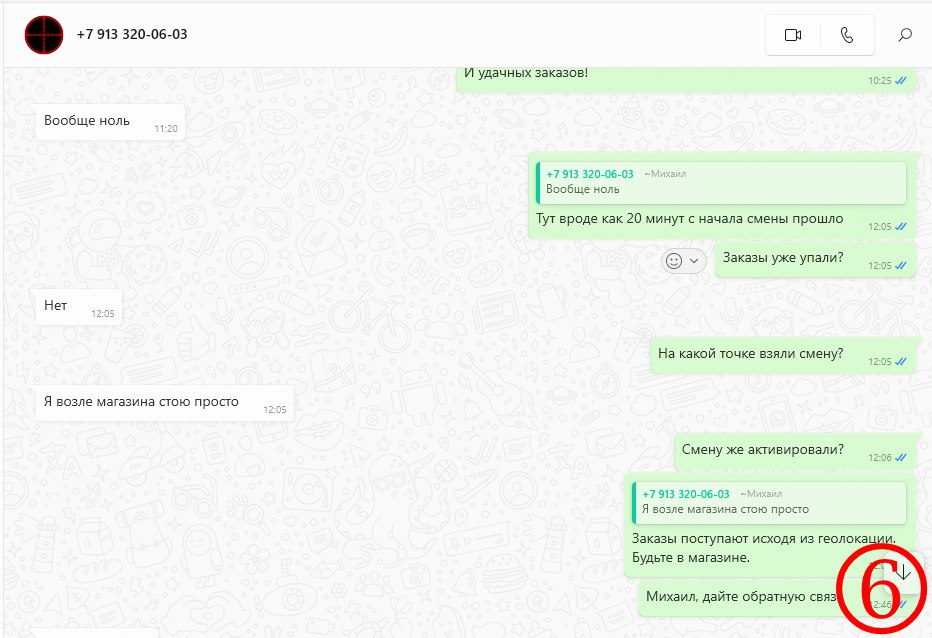 +7 913 320-06-03
И удачных заказов!
10:25
Вообще ноль
11:20
+7 913 320-06-03 ~Михаил
Вообще ноль
Тут вроде как 20 минут с начала смены прошло
12:05
Заказы уже упали?
12:05
Нет
12:05
На какой точке взяли смену?
12:05
Я возле магазина стою просто
12:05
Смену же активировали?
12:06
+7 913 320-06-03 ~Михаил
Я возле магазина стою просто
Заказы поступают исходя из геолокации.
Будьте в магазине.
Михаил, дайте обратную связ
12:46
6